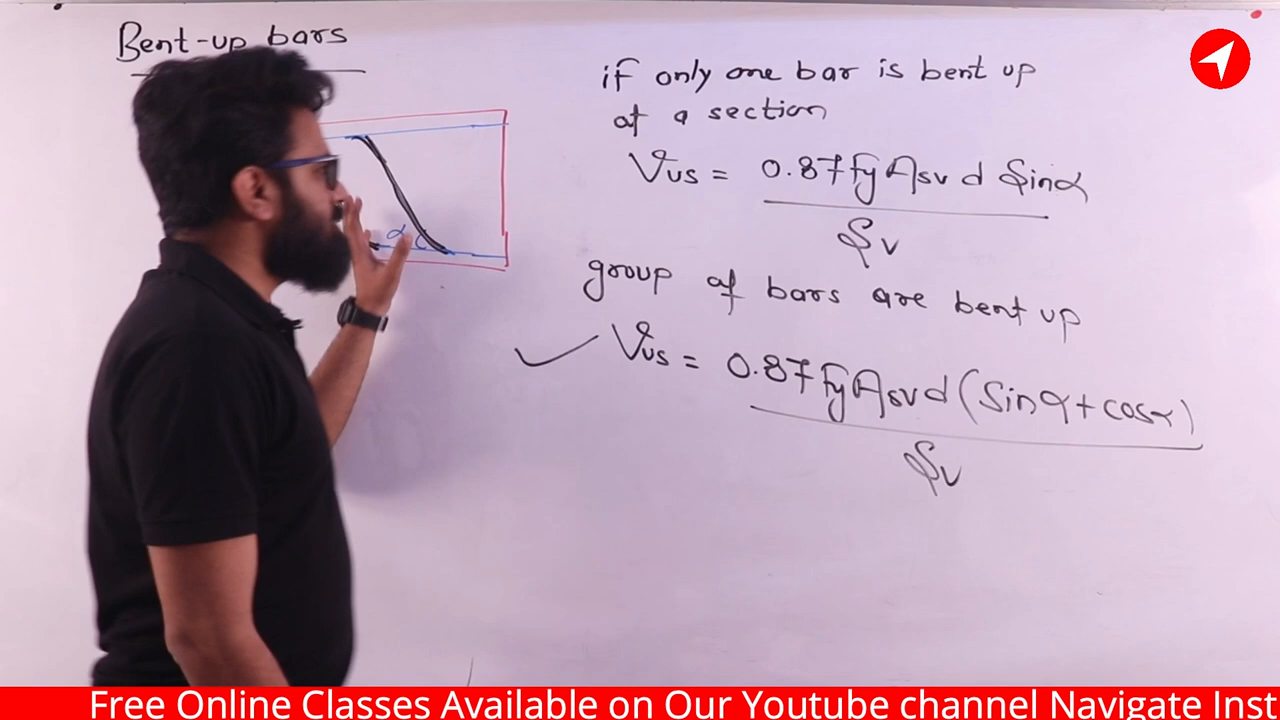 Bent-up bars
α
if only one bar is bent up
at a section
Vus = 0.87 fy Asv d Sinα
Sv
group of bars are bent up
Vus = 0.87 fy Asv d (Sinα + cosα)
Sv
Free Online Classes Available on Our Youtube channel Navigate Inst